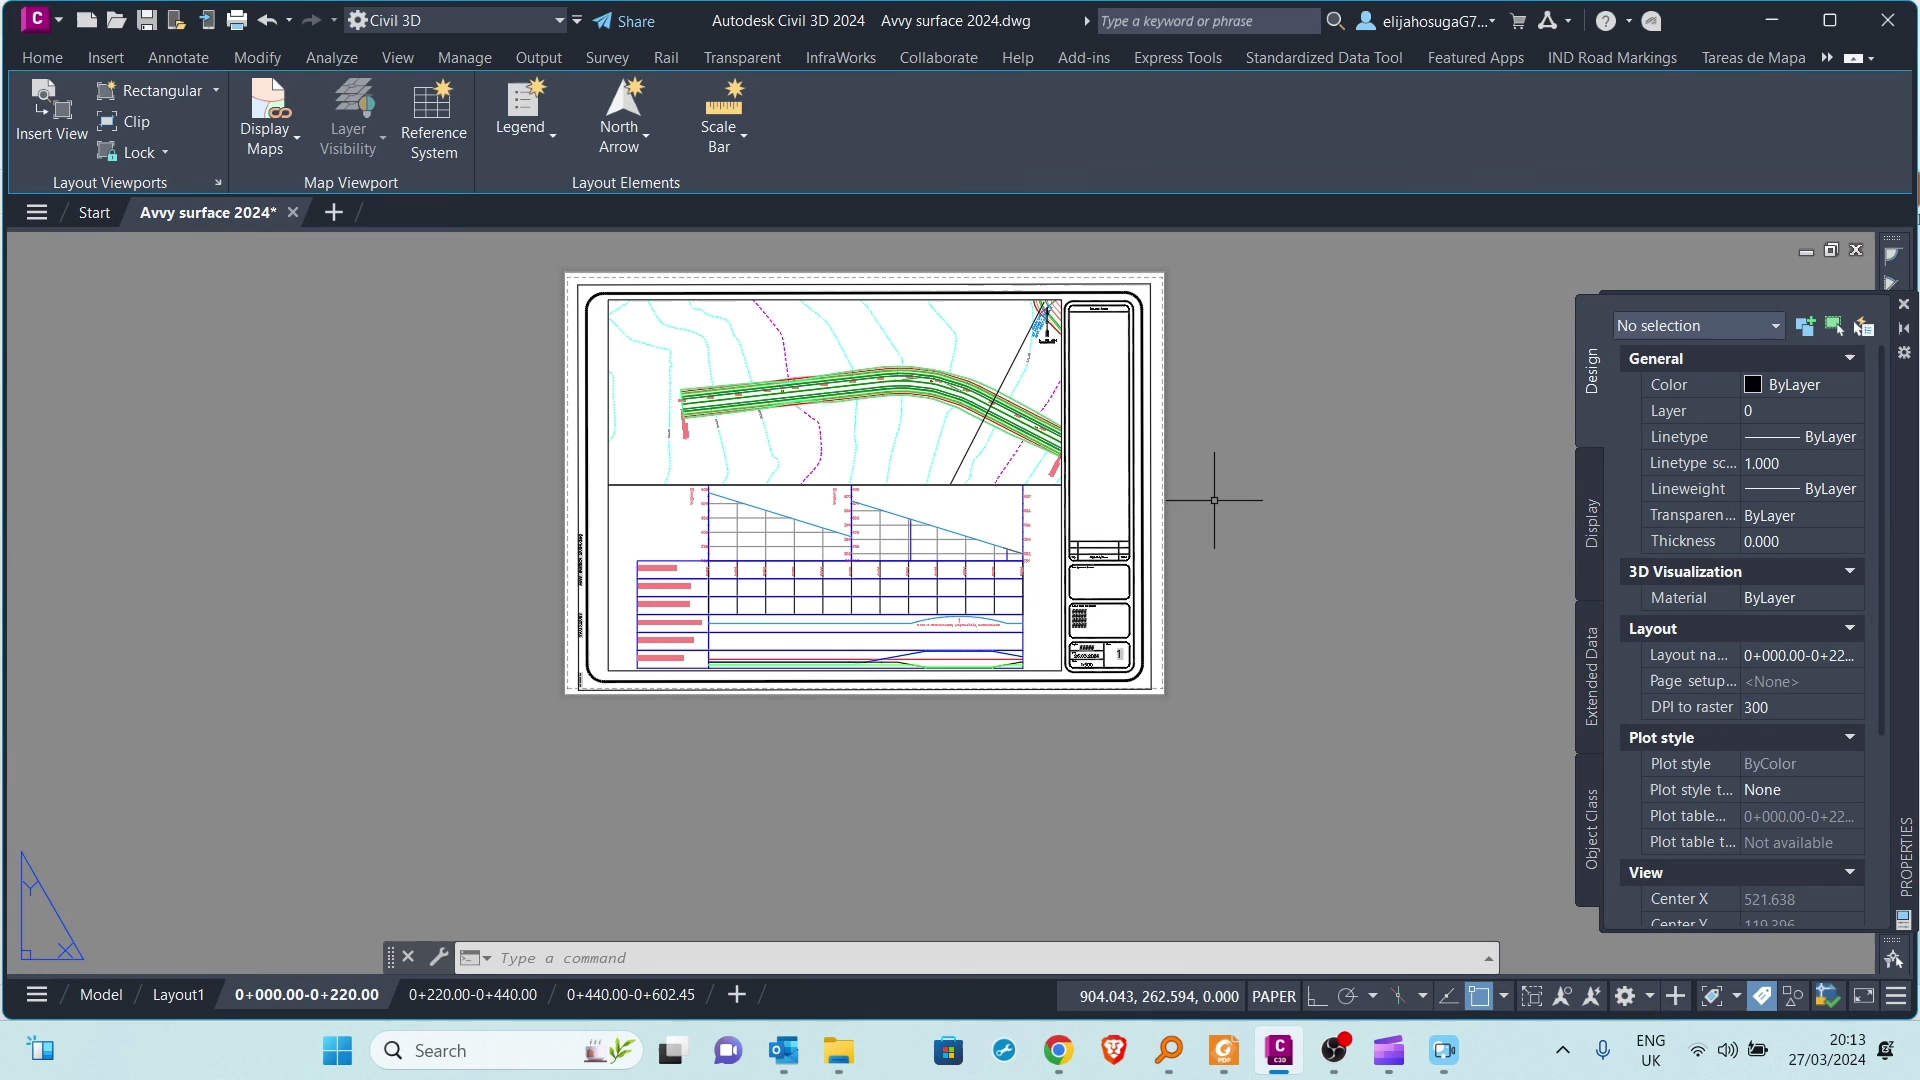 C Civil 3D Share Autodesk Civil 3D 2024 Avvy surface 2024.dwg Type a keyword or phrase elijahosugaG7...
Home Insert Annotate Modify Analyze View Manage Output Survey Rail Transparent InfraWorks Collaborate Help Add-ins Express Tools Standardized Data Tool Featured Apps IND Road Markings Tareas de Mapa
Insert View
Rectangular
Clip
Lock
Layout Viewports
Display
Maps
Layer
Visibility
Reference
System
Map Viewport
Legend
North
Arrow
Scale
Bar
Layout Elements
Start Avvy surface 2024*
No selection
General
Color ByLayer
Layer 0
Linetype ByLayer
Linetype sc... 1.000
Lineweight ByLayer
Transparen... ByLayer
Thickness 0.000
3D Visualization
Material ByLayer
Layout
Layout na... 0+000.00-0+22...
Page setup... <None>
DPI to raster 300
Plot style
Plot style ByColor
Plot style t... None
Plot table... 0+000.00-0+22...
Plot table t... Not available
View
Center X 521.638
Center Y 119.396
Design
Display
Extended Data
Object Class
PROPERTIES
Y
X
1
Type a command
Model Layout1 0+000.00-0+220.00 0+220.00-0+440.00 0+440.00-0+602.45
904.043, 262.594, 0.000 PAPER
Search
ENG
UK
20:13
27/03/2024